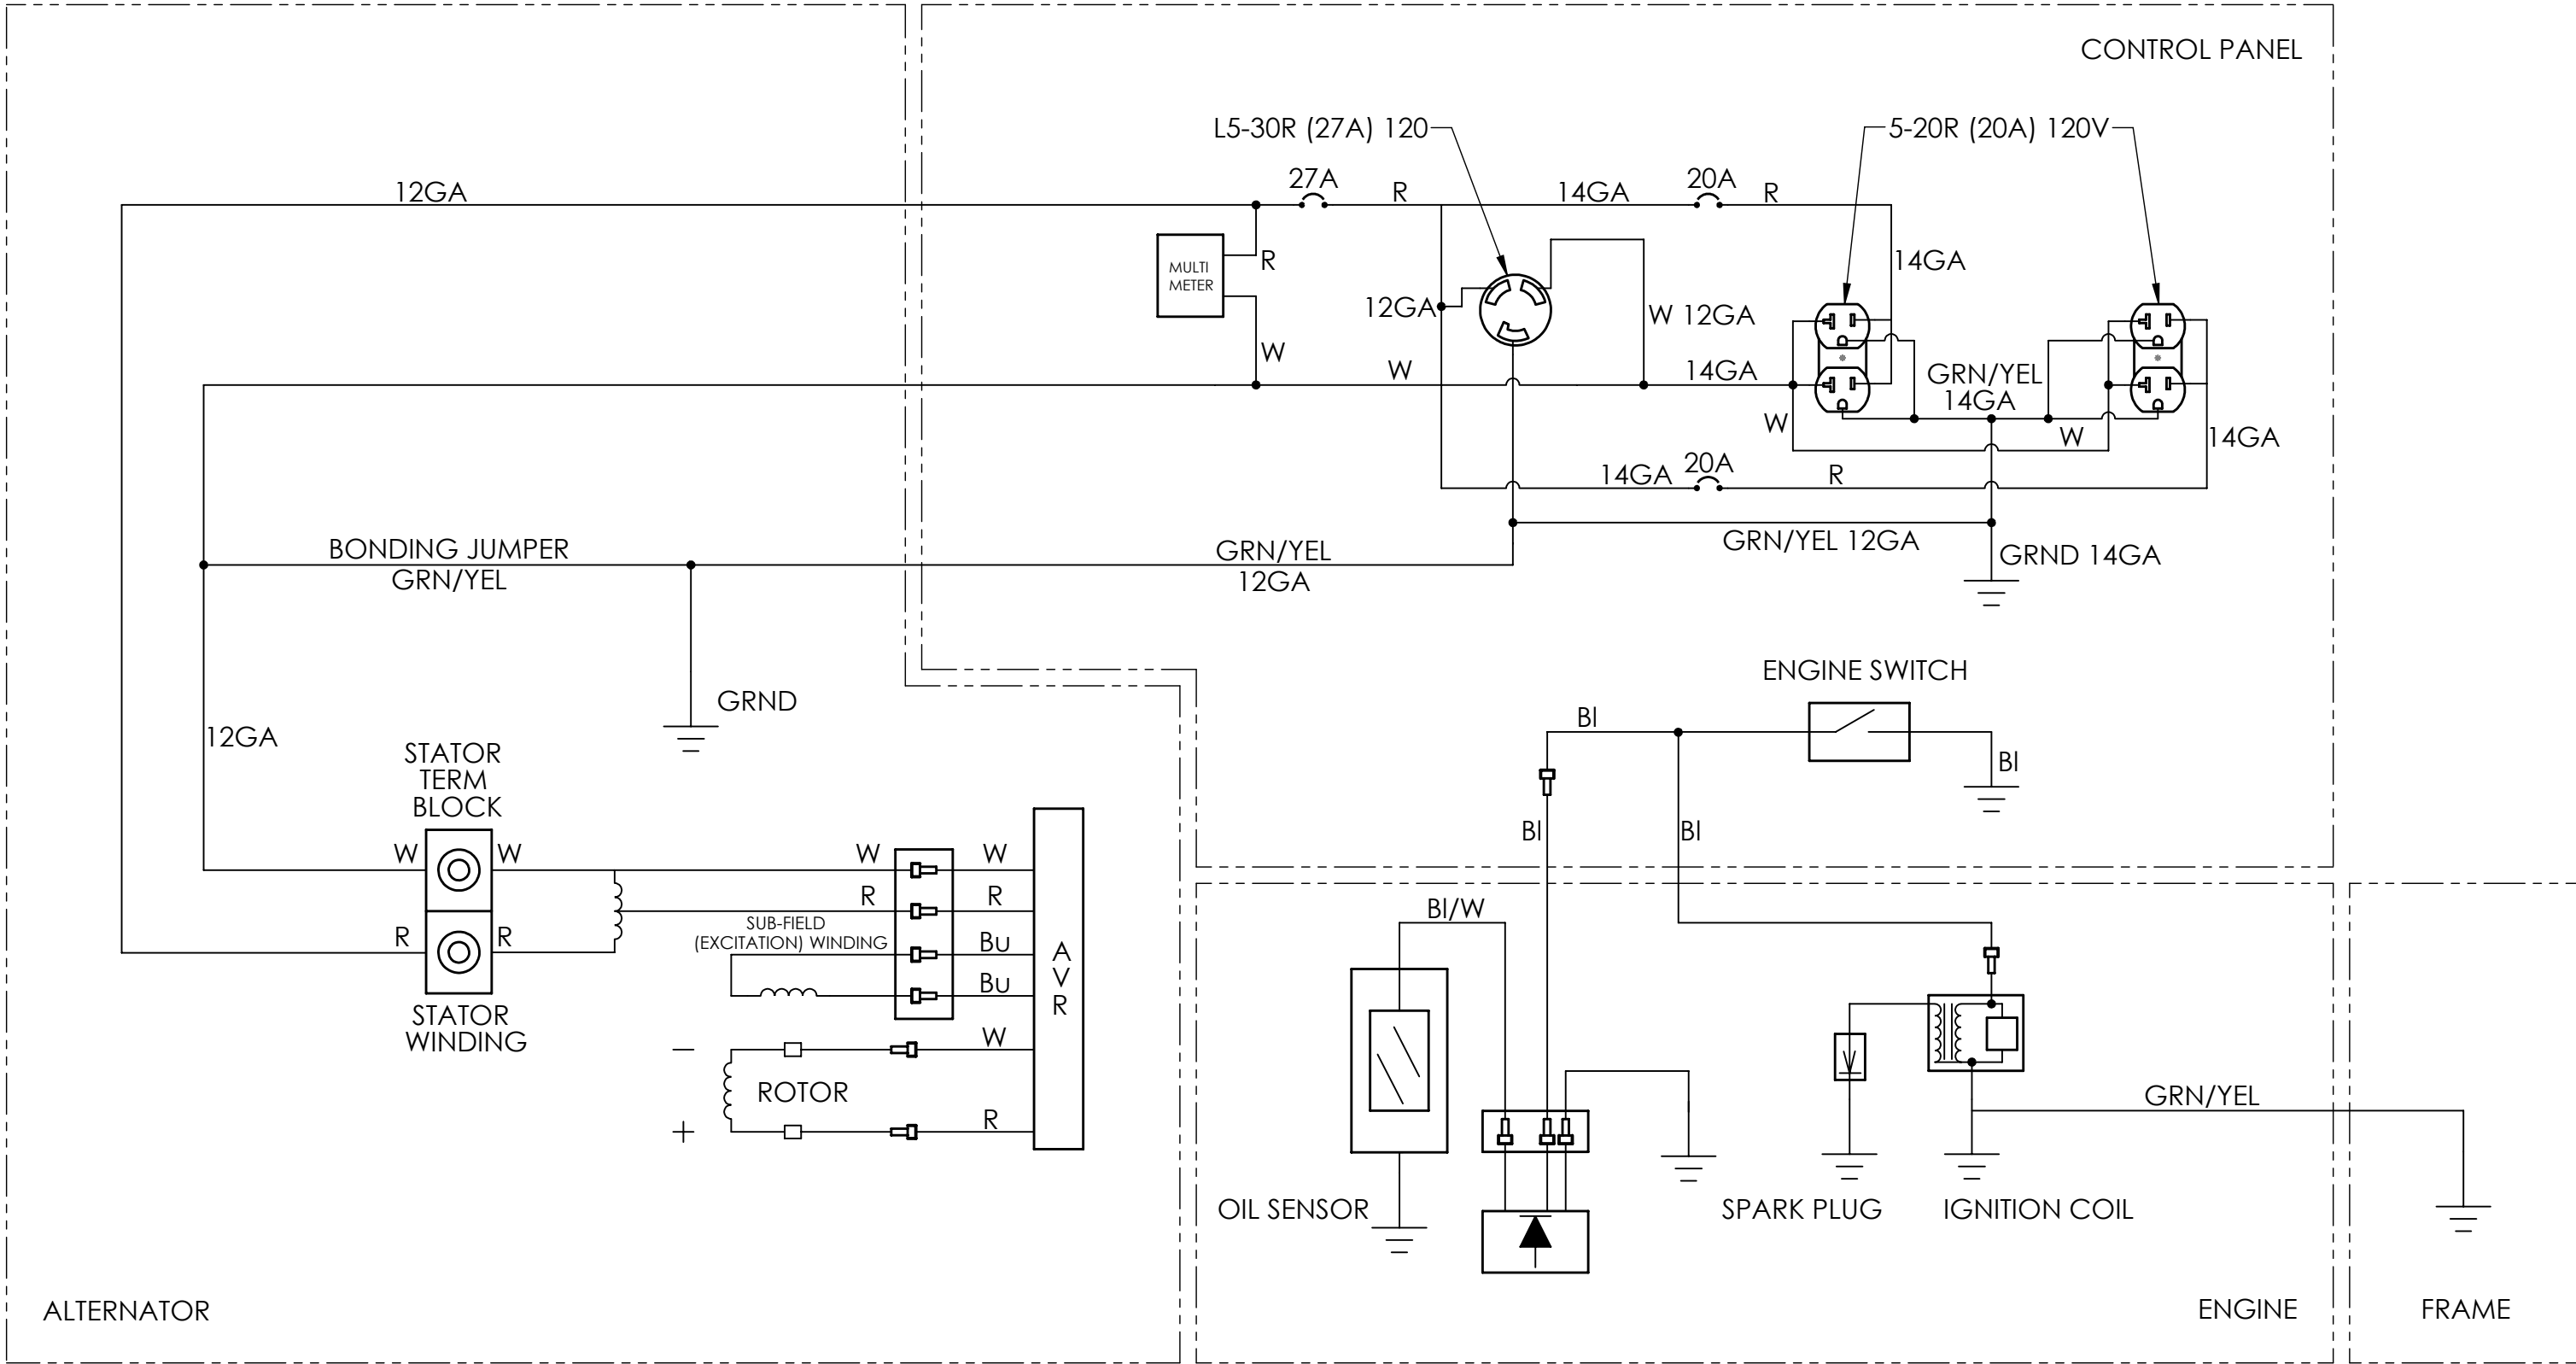 CONTROL PANEL
L5-30R (27A) 120
5-20R (20A) 120V
12GA
27A
R
14GA
20A
R
MULTI
METER
R
14GA
12GA
W 12GA
W
W
14GA
GRN/YEL
14GA
W
W
14GA
14GA
20A
R
BONDING JUMPER
GRN/YEL
GRN/YEL
12GA
GRN/YEL 12GA
GRND 14GA
GRND
ENGINE SWITCH
Bl
Bl
Bl
Bl
12GA
STATOR
TERM
BLOCK
W
W
W
W
R
R
R
R
SUB-FIELD
(EXCITATION) WINDING
Bu
Bu
W
R
A
V
R
STATOR
WINDING
–
ROTOR
+
Bl/W
GRN/YEL
OIL SENSOR
SPARK PLUG
IGNITION COIL
ALTERNATOR
ENGINE
FRAME